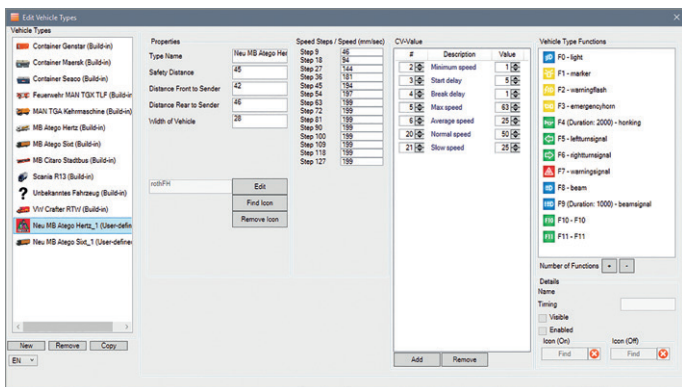 Edit Vehicle Types
Vehicle Types
Container Genstar (Build-in)
Container Maersk (Build-in)
Container Seaco (Build-in)
Feuerwehr MAN TGX TLF (Build-in
MAN TGA Kehrmaschine (Build-in)
MB Atego Hertz (Build-in)
MB Atego Sixt (Build-in)
MB Citaro Stadtbus (Build-in)
Scania R13 (Build-in)
Unbekanntes Fahrzeug (Build-in)
VW Crafter RTW (Build-in)
Neu MB Atego Hertz_1 (User-defin
Neu MB Atego Sixt_1 (User-define
New Remove Copy
EN
Properties
Type Name Neu MB Atego Her
Safety Distance 45
Distance Front to Sender 42
Distance Rear to Sender 46
Width of Vehicle 28
rothFH Edit
Find Icon
Remove Icon
Speed Steps / Speed (mm/sec)
Step 9 46
Step 18 94
Step 27 144
Step 36 181
Step 45 194
Step 54 197
Step 63 199
Step 72 199
Step 81 199
Step 90 199
Step 100 199
Step 109 199
Step 118 199
Step 127 199
CV-Value
# Description Value
2 Minimum speed 1
3 Start delay 5
4 Break delay 1
5 Max speed 63
6 Average speed 25
20 Normal speed 50
21 Slow speed 25
Add Remove
Vehicle Type Functions
F0 - light
F1 - marker
F2 - warningflash
F3 - emergencyhorn
F4 (Duration: 2000) - honking
F5 - leftturnsignal
F6 - rightturnsignal
F7 - warningsignal
F8 - beam
F9 (Duration: 1000) - beamsignal
F10 F10 - F10
F11 F11 - F11
Number of Functions + -
Details
Name
Timing
Visible
Enabled
Icon (On) Icon (Off)
Find Find